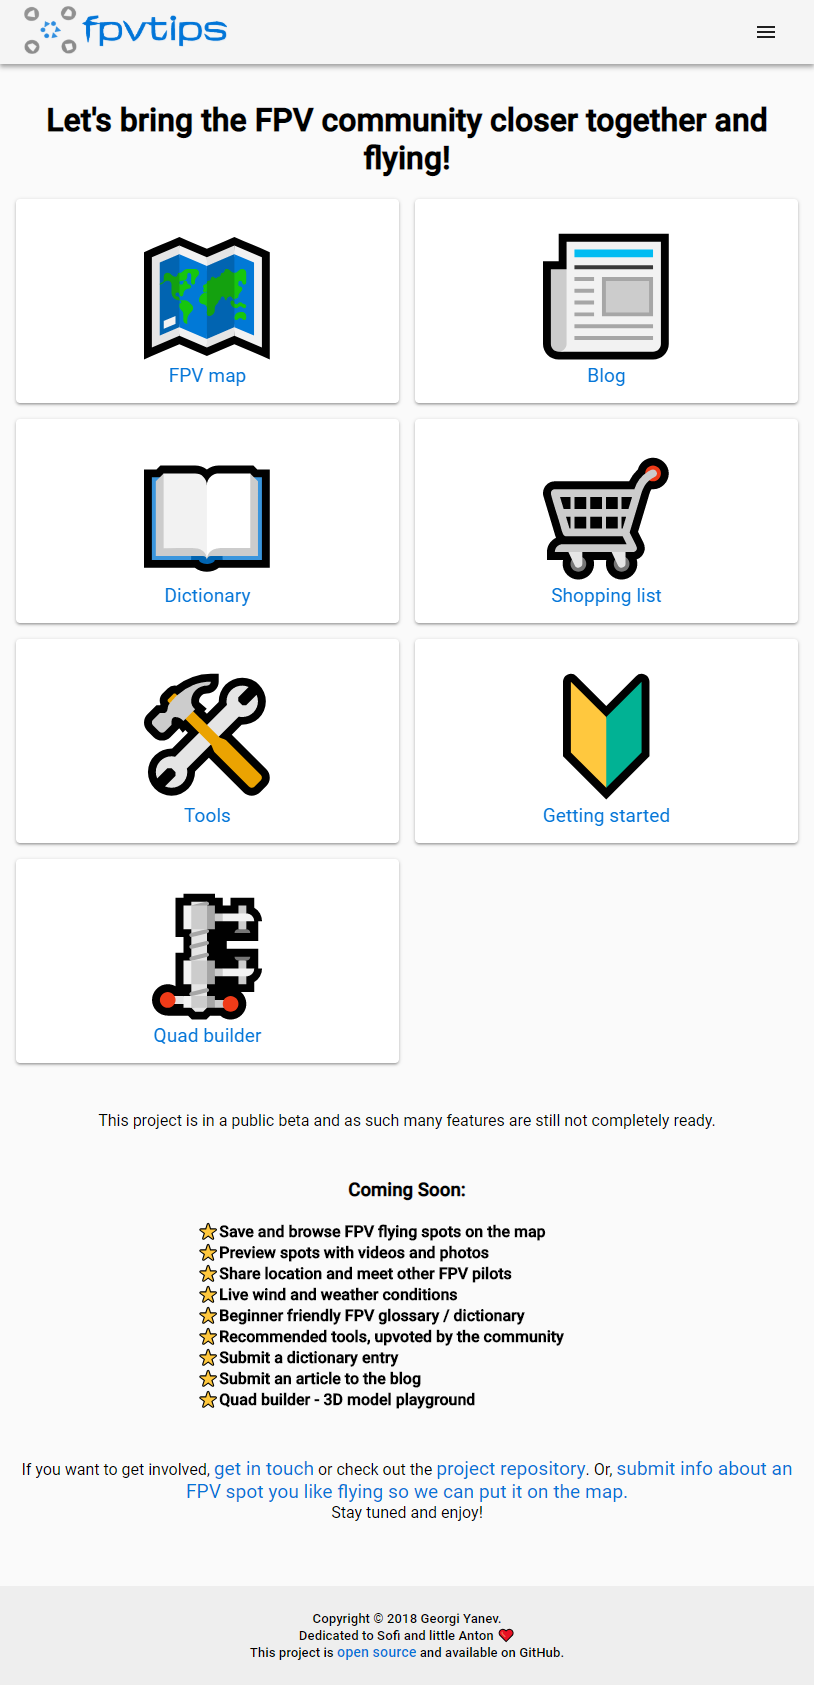 fpvtips
Let's bring the FPV community closer together and
flying!
FPV map
Blog
Dictionary
Shopping list
Tools
Getting started
Quad builder
This project is in a public beta and as such many features are still not completely ready.
Coming Soon:
Save and browse FPV flying spots on the map
Preview spots with videos and photos
Share location and meet other FPV pilots
Live wind and weather conditions
Beginner friendly FPV glossary / dictionary
Recommended tools, upvoted by the community
Submit a dictionary entry
Submit an article to the blog
Quad builder - 3D model playground
If you want to get involved, get in touch or check out the project repository. Or, submit info about an
FPV spot you like flying so we can put it on the map.
Stay tuned and enjoy!
Copyright © 2018 Georgi Yanev.
Dedicated to Sofi and little Anton
This project is open source and available on GitHub.